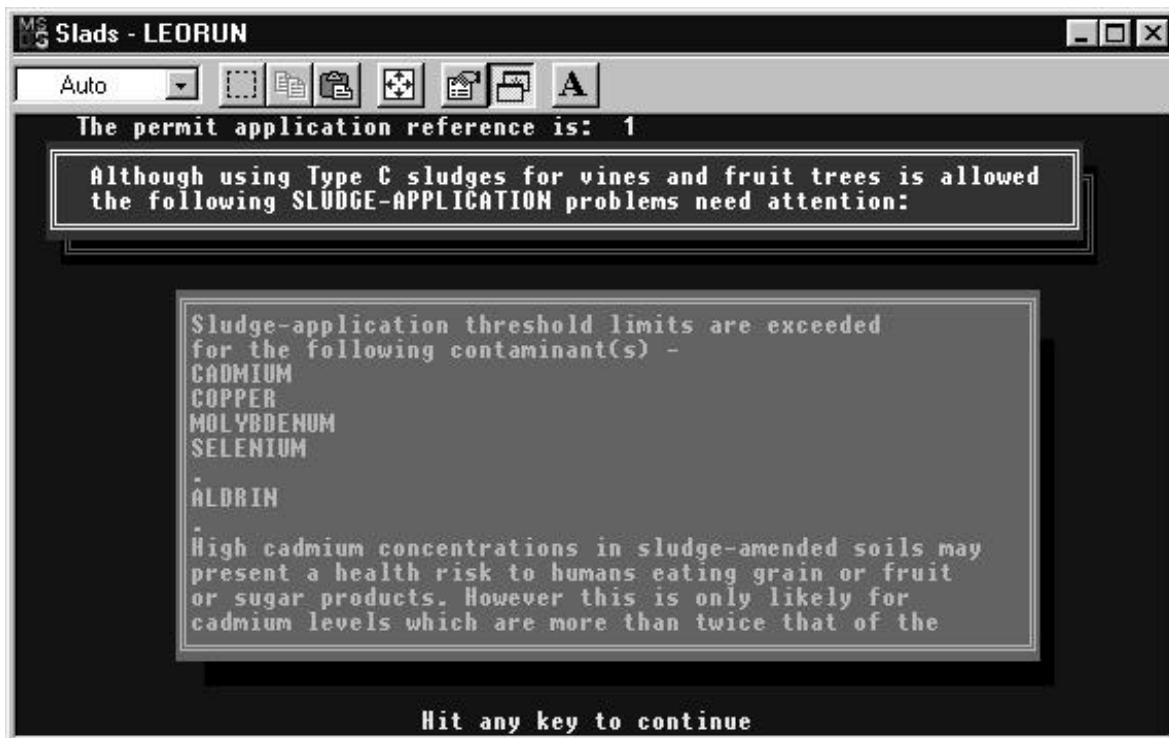 MS DS Slads - LEORUN
Auto
A
The permit application reference is: 1
Although using Type C sludges for vines and fruit trees is allowed
the following SLUDGE-APPLICATION problems need attention:
Sludge-application threshold limits are exceeded
for the following contaminant(s) -
CADMIUM
COPPER
MOLYBDENUM
SELENIUM
.
ALDRIN
.
High cadmium concentrations in sludge-amended soils may
present a health risk to humans eating grain or fruit
or sugar products. However this is only likely for
cadmium levels which are more than twice that of the
Hit any key to continue